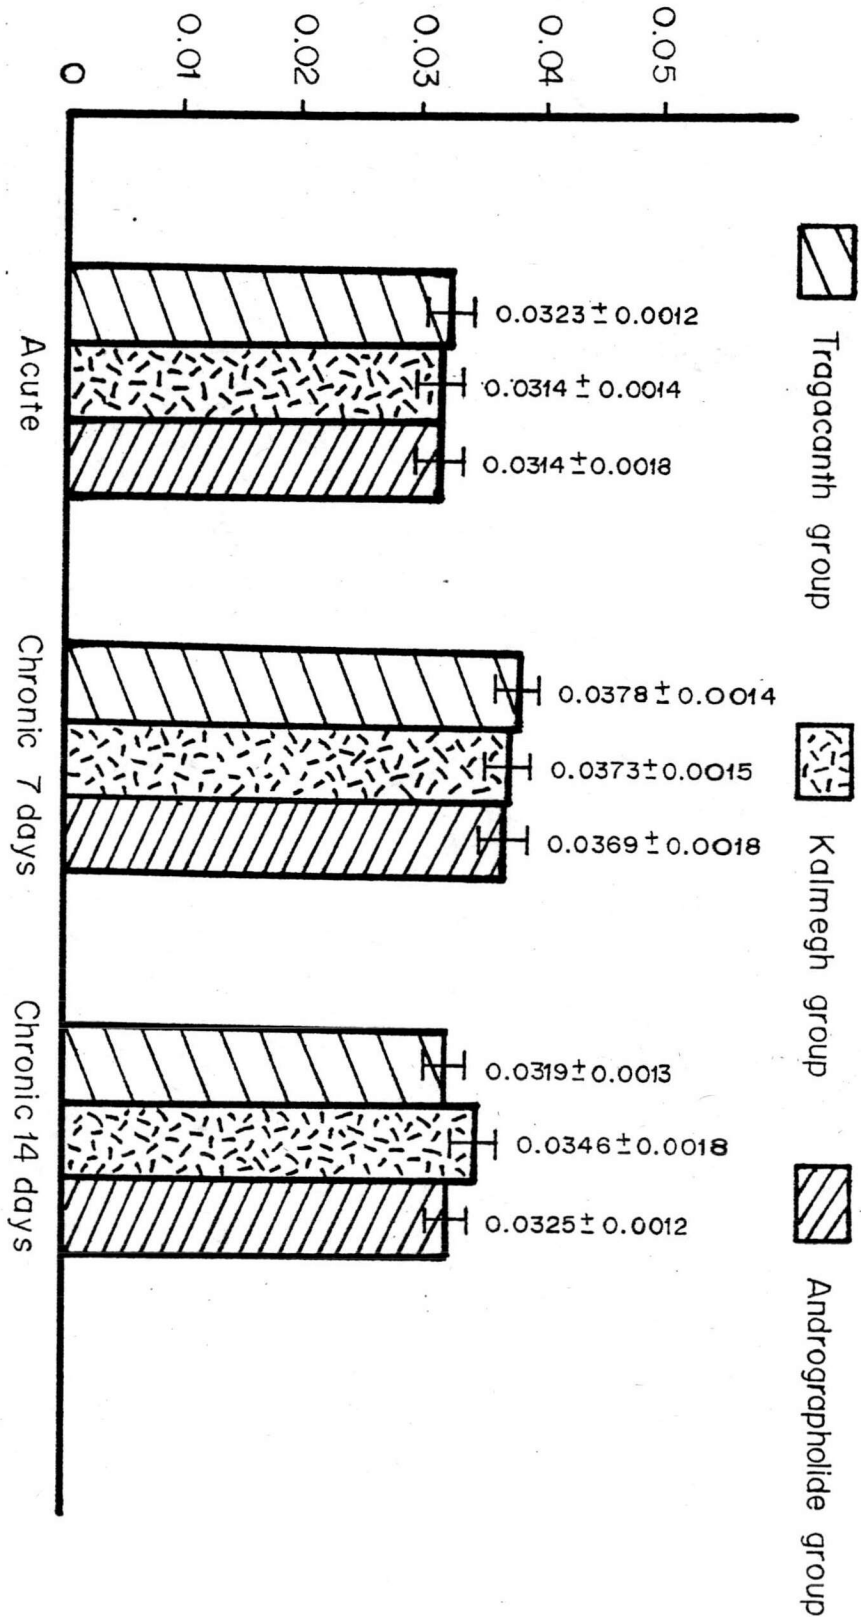 0.05
0.04
0.03
0.02
0.01
0
Tragacanth group
Kalmegh group
Andrographolide group
0.0323 ± 0.0012
0.0314 ± 0.0014
0.0314 ± 0.0018
0.0378 ± 0.0014
0.0373 ± 0.0015
0.0369 ± 0.0018
0.0319 ± 0.0013
0.0346 ± 0.0018
0.0325 ± 0.0012
Acute
Chronic 7 days
Chronic 14 days